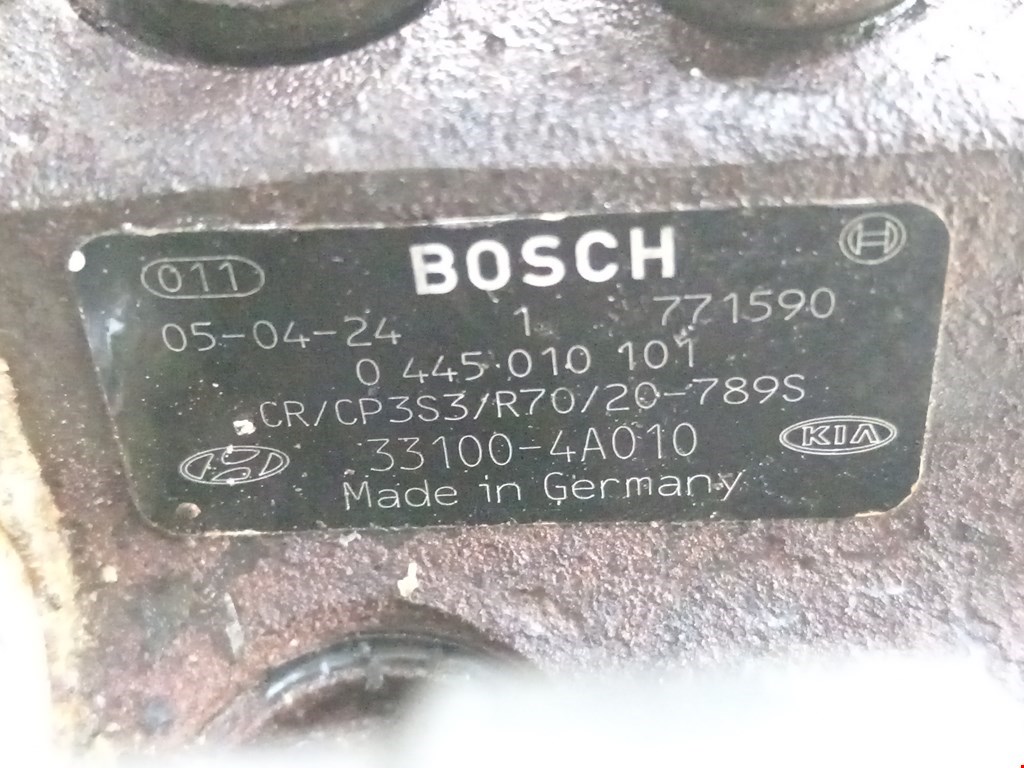 BOSCH
011
05-04-24 1 771590
0 445 010 101
CR/CP3S3/R70/20-789S
33100-4A010
KIA
Made in Germany